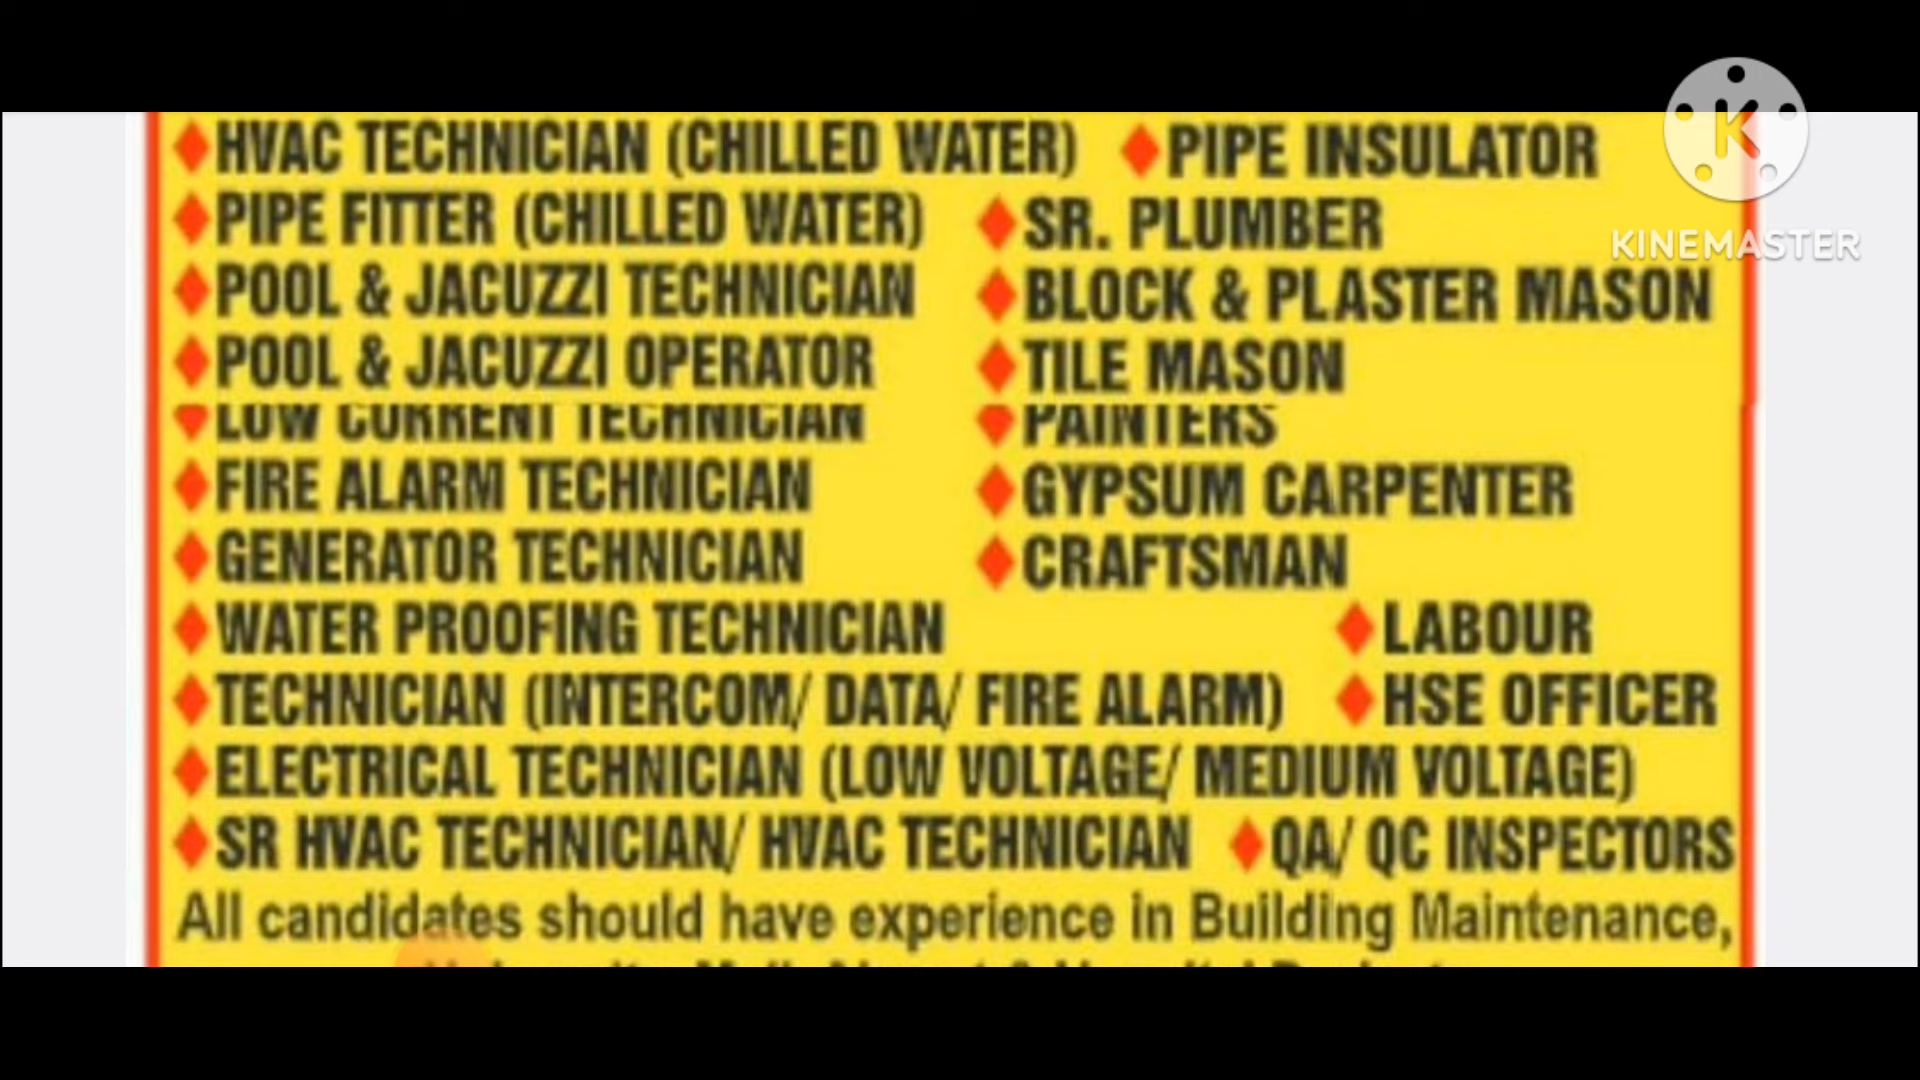 HVAC TECHNICIAN (CHILLED WATER) PIPE INSULATOR
PIPE FITTER (CHILLED WATER) SR. PLUMBER
POOL & JACUZZI TECHNICIAN BLOCK & PLASTER MASON
POOL & JACUZZI OPERATOR TILE MASON
LOW CURRENT TECHNICIAN PAINTERS
FIRE ALARM TECHNICIAN GYPSUM CARPENTER
GENERATOR TECHNICIAN CRAFTSMAN
WATER PROOFING TECHNICIAN LABOUR
TECHNICIAN (INTERCOM/ DATA/ FIRE ALARM) HSE OFFICER
ELECTRICAL TECHNICIAN (LOW VOLTAGE/ MEDIUM VOLTAGE)
SR HVAC TECHNICIAN/ HVAC TECHNICIAN QA/ QC INSPECTORS
All candidates should have experience in Building Maintenance,
K
KINEMASTER